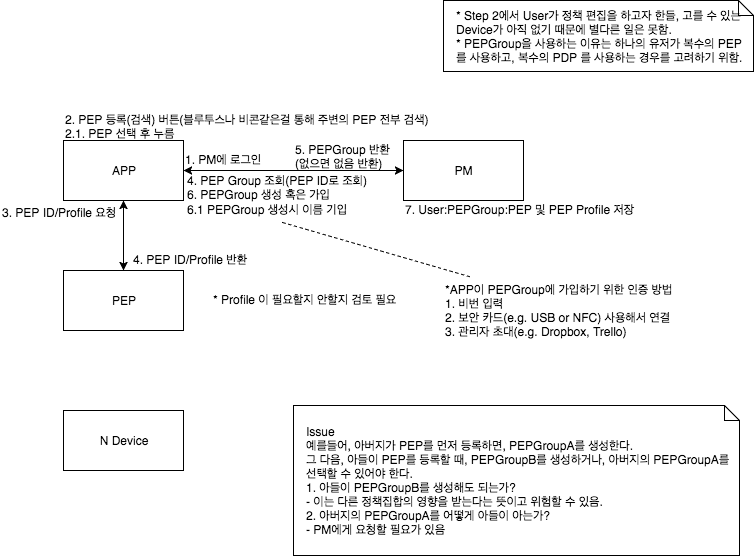 * Step 2에서 User가 정책 편집을 하고자 한들, 고를 수 있는
Device가 아직 없기 때문에 별다른 일은 못함.
* PEPGroup을 사용하는 이유는 하나의 유저가 복수의 PEP
를 사용하고, 복수의 PDP 를 사용하는 경우를 고려하기 위함.
2. PEP 등록(검색) 버튼(블루투스나 비콘같은걸 통해 주변의 PEP 전부 검색)
2.1. PEP 선택 후 누름
APP
1. PM에 로그인
5. PEPGroup 반환
(없으면 없음 반환)
PM
4. PEP Group 조회(PEP ID로 조회)
6. PEPGroup 생성 혹은 가입
6.1 PEPGroup 생성시 이름 기입
7. User:PEPGroup:PEP 및 PEP Profile 저장
3. PEP ID/Profile 요청
4. PEP ID/Profile 반환
PEP
* Profile 이 필요할지 안할지 검토 필요
*APP이 PEPGroup에 가입하기 위한 인증 방법
1. 비번 입력
2. 보안 카드(e.g. USB or NFC) 사용해서 연결
3. 관리자 초대(e.g. Dropbox, Trello)
N Device
Issue
예를들어, 아버지가 PEP를 먼저 등록하면, PEPGroupA를 생성한다.
그 다음, 아들이 PEP를 등록할 때, PEPGroupB를 생성하거나, 아버지의 PEPGroupA를
선택할 수 있어야 한다.
1. 아들이 PEPGroupB를 생성해도 되는가?
- 이는 다른 정책집합의 영향을 받는다는 뜻이고 위험할 수 있음.
2. 아버지의 PEPGroupA를 어떻게 아들이 아는가?
- PM에게 요청할 필요가 있음